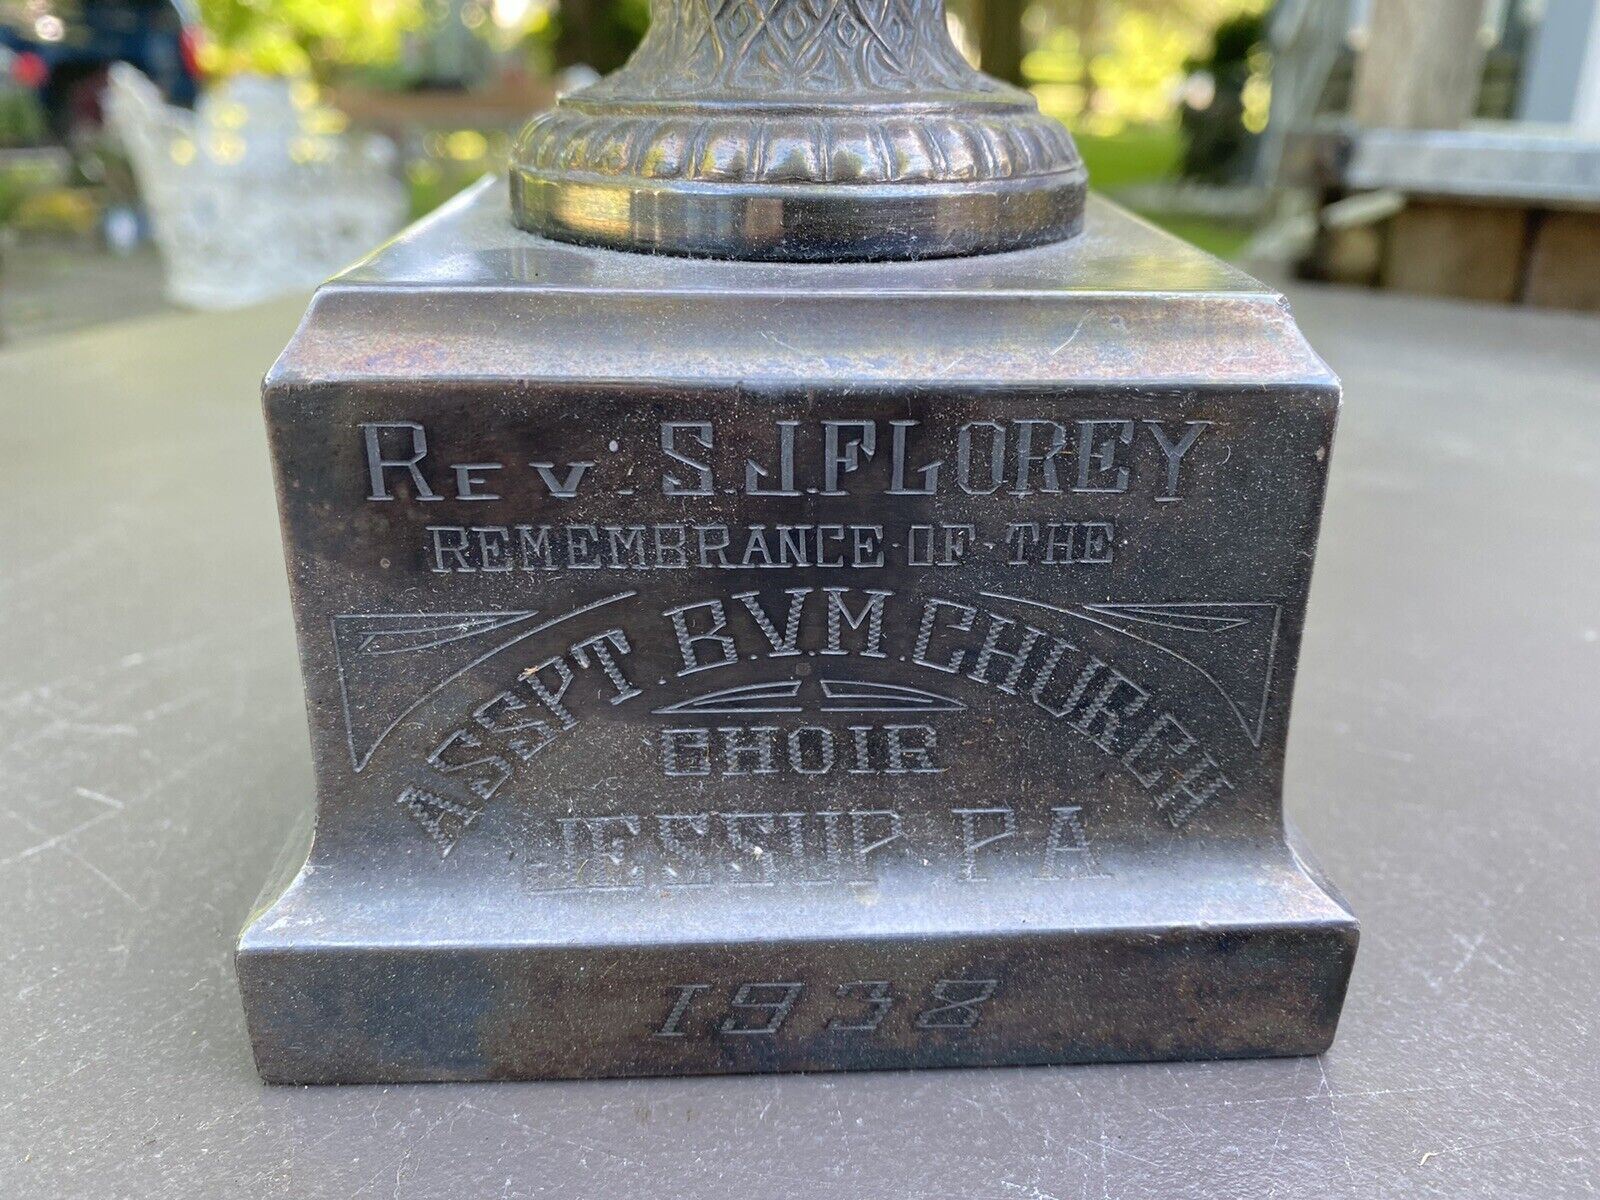 REV. S.J.FLOREY
REMEMBRANCE-OF-THE
ASSPT.B.V.M.CHURCH
CHOIR
JESSUP PA
1938